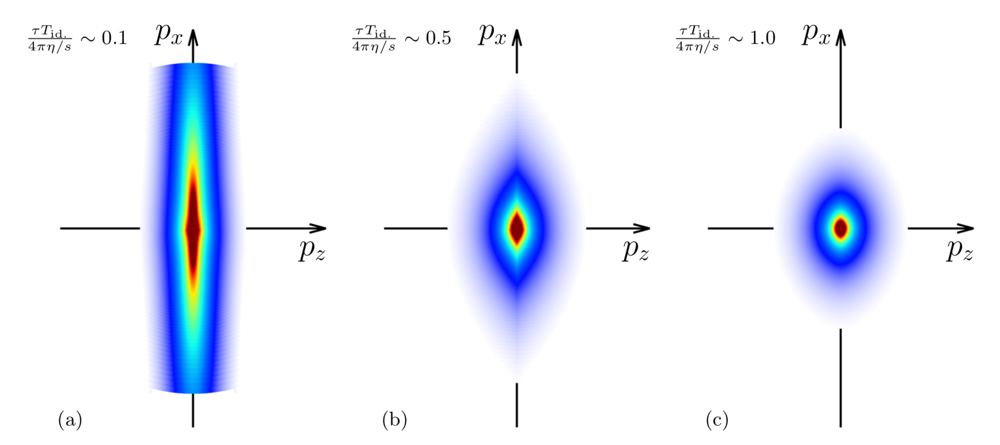 τT_id. / 4πη/s ∼ 0.1
p_x
p_z
(a)
τT_id. / 4πη/s ∼ 0.5
p_x
p_z
(b)
τT_id. / 4πη/s ∼ 1.0
p_x
p_z
(c)